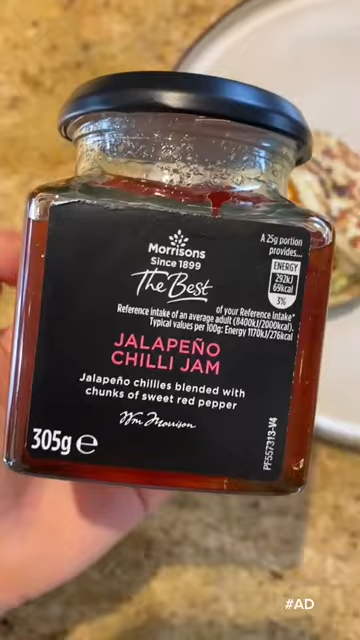 Morrisons
Since 1899
The Best
A 25g portion
provides...
ENERGY
292kJ
69kcal
3%
of your Reference Intake*
Reference intake of an average adult (8400kJ/2000kcal).
Typical values per 100g: Energy 1170kJ/276kcal
JALAPEÑO
CHILLI JAM
Jalapeño chillies blended with
chunks of sweet red pepper
Wm Morrison
305g e
PF557313-V4
#AD